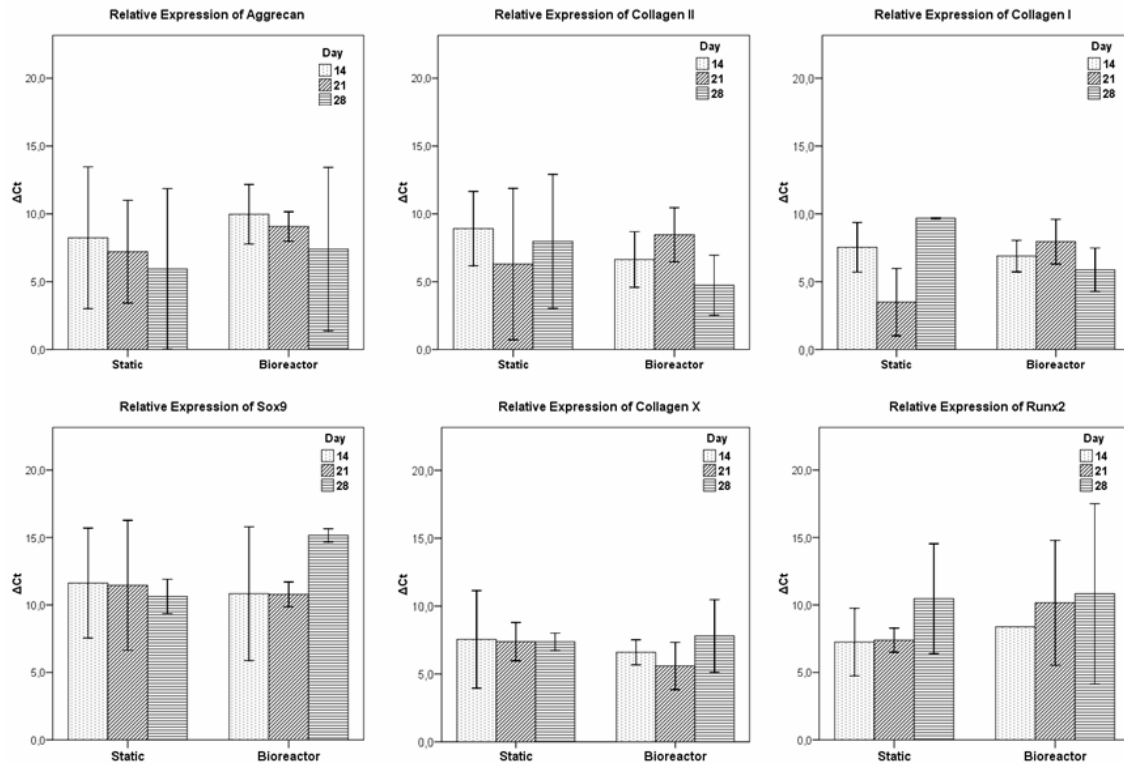 Relative Expression of Aggrecan
Day
14
21
28
20,0
15,0
10,0
5,0
0,0
ΔCt
Static Bioreactor
Relative Expression of Collagen II
Day
14
21
28
20,0
15,0
10,0
5,0
0,0
ΔCt
Static Bioreactor
Relative Expression of Collagen I
Day
14
21
28
20,0
15,0
10,0
5,0
0,0
ΔCt
Static Bioreactor
Relative Expression of Sox9
Day
14
21
28
20,0
15,0
10,0
5,0
0,0
ΔCt
Static Bioreactor
Relative Expression of Collagen X
Day
14
21
28
20,0
15,0
10,0
5,0
0,0
ΔCt
Static Bioreactor
Relative Expression of Runx2
Day
14
21
28
20,0
15,0
10,0
5,0
0,0
ΔCt
Static Bioreactor